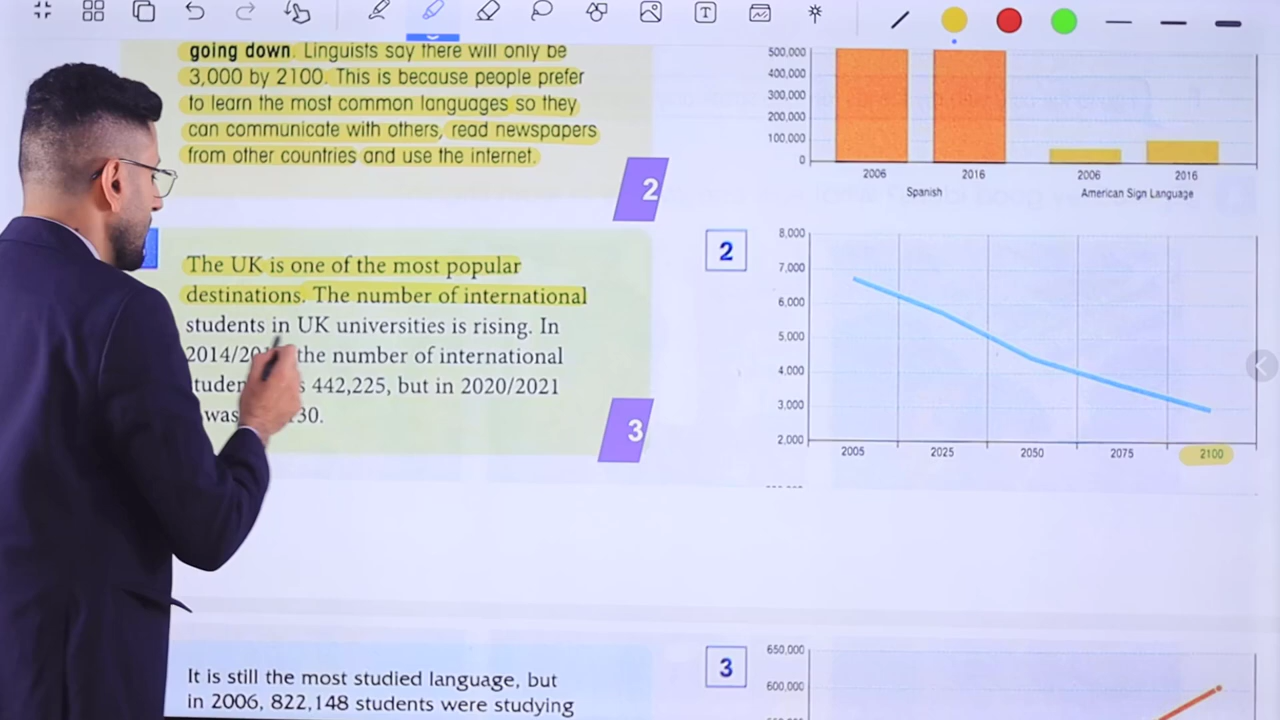 going down. Linguists say there will only be
3,000 by 2100. This is because people prefer
to learn the most common languages so they
can communicate with others, read newspapers
from other countries and use the internet.
2
The UK is one of the most popular
destinations. The number of international
students in UK universities is rising. In
the number of international
442,225, but in 2020/2021
was 30.
3
It is still the most studied language, but
in 2006, 822,148 students were studying
500,000
400,000
300,000
200,000
100,000
0
2006 2016 2006 2016
Spanish American Sign Language
2
8,000
7,000
6,000
5,000
4,000
3,000
2,000
2005 2025 2050 2075 2100
3
650,000
600,000
T